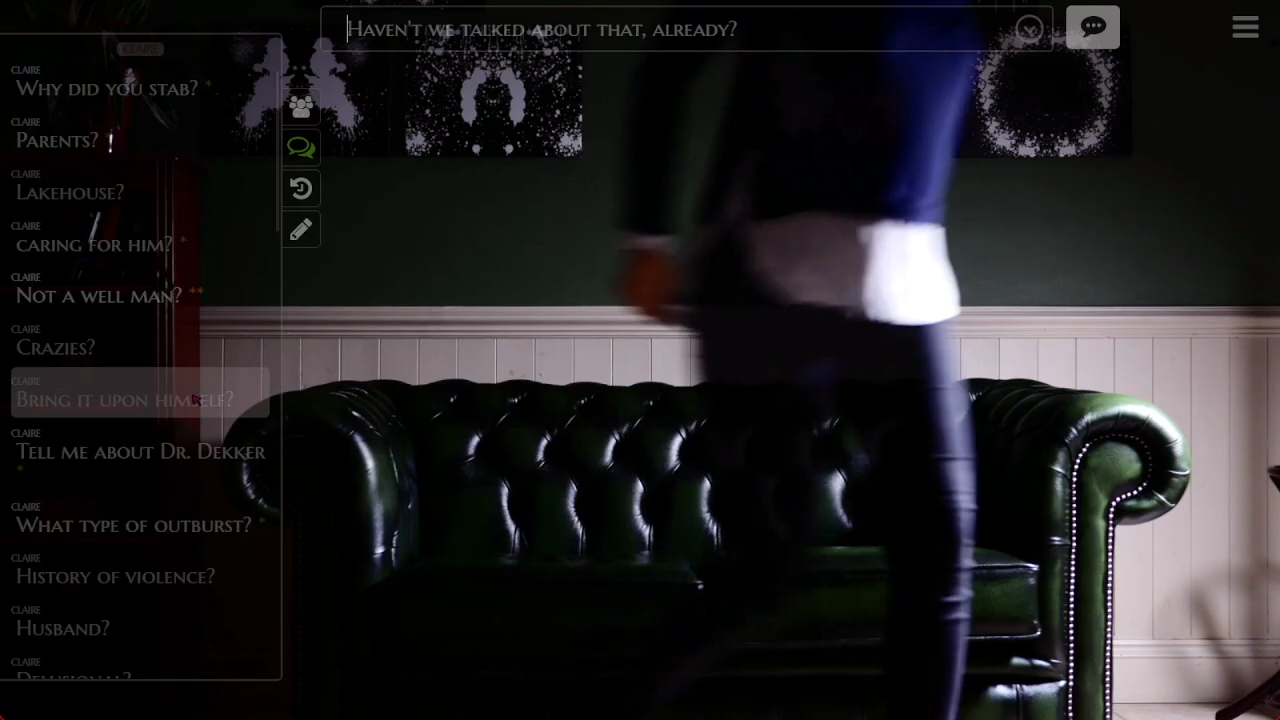 Haven't we talked about that, already?
CLAIRE
CLAIRE
Why did you stab? *
CLAIRE
Parents?
CLAIRE
Lakehouse?
CLAIRE
caring for him? *
CLAIRE
Not a well man? **
CLAIRE
Crazies?
CLAIRE
Bring it upon himself?
CLAIRE
Tell me about Dr. Dekker
*
CLAIRE
What type of outburst? *
CLAIRE
History of violence?
CLAIRE
Husband?
CLAIRE
Delusional?